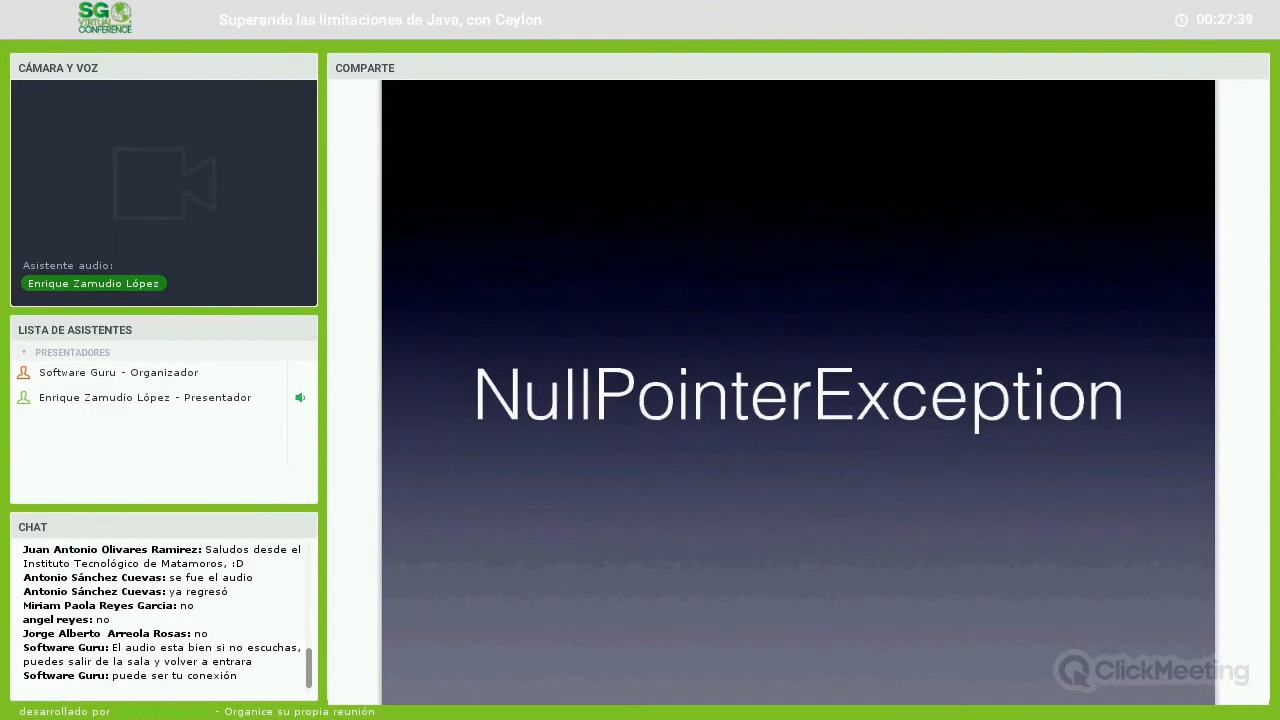 SG
VIRTUAL
CONFERENCE
Superando las limitaciones de Java, con Ceylon
00:27:39
CÁMARA Y VOZ
Asistente audio:
Enrique Zamudio López
LISTA DE ASISTENTES
PRESENTADORES
Software Guru - Organizador
Enrique Zamudio López - Presentador
CHAT
Juan Antonio Olivares Ramirez: Saludos desde el
Instituto Tecnológico de Matamoros, :D
Antonio Sánchez Cuevas: se fue el audio
Antonio Sánchez Cuevas: ya regresó
Miriam Paola Reyes Garcia: no
angel reyes: no
Jorge Alberto Arreola Rosas: no
Software Guru: El audio esta bien si no escuchas,
puedes salir de la sala y volver a entrara
Software Guru: puede ser tu conexión
desarrollado por - Organice su propia reunión
COMPARTE
NullPointerException
ClickMeeting